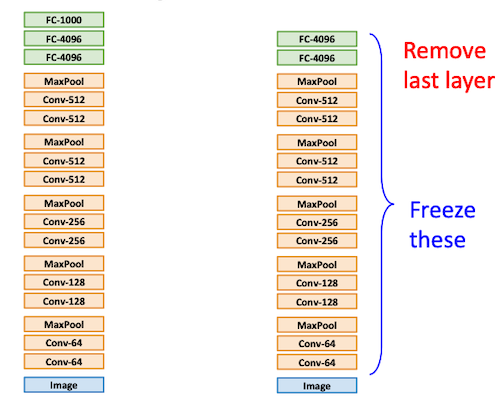 FC-1000
FC-4096
FC-4096
MaxPool
Conv-512
Conv-512
MaxPool
Conv-512
Conv-512
MaxPool
Conv-256
Conv-256
MaxPool
Conv-128
Conv-128
MaxPool
Conv-64
Conv-64
Image
FC-4096
FC-4096
MaxPool
Conv-512
Conv-512
MaxPool
Conv-512
Conv-512
MaxPool
Conv-256
Conv-256
MaxPool
Conv-128
Conv-128
MaxPool
Conv-64
Conv-64
Image
Remove
last layer
Freeze
these